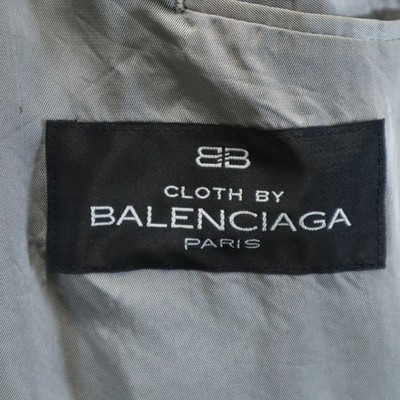 BB
CLOTH BY
BALENCIAGA
PARIS